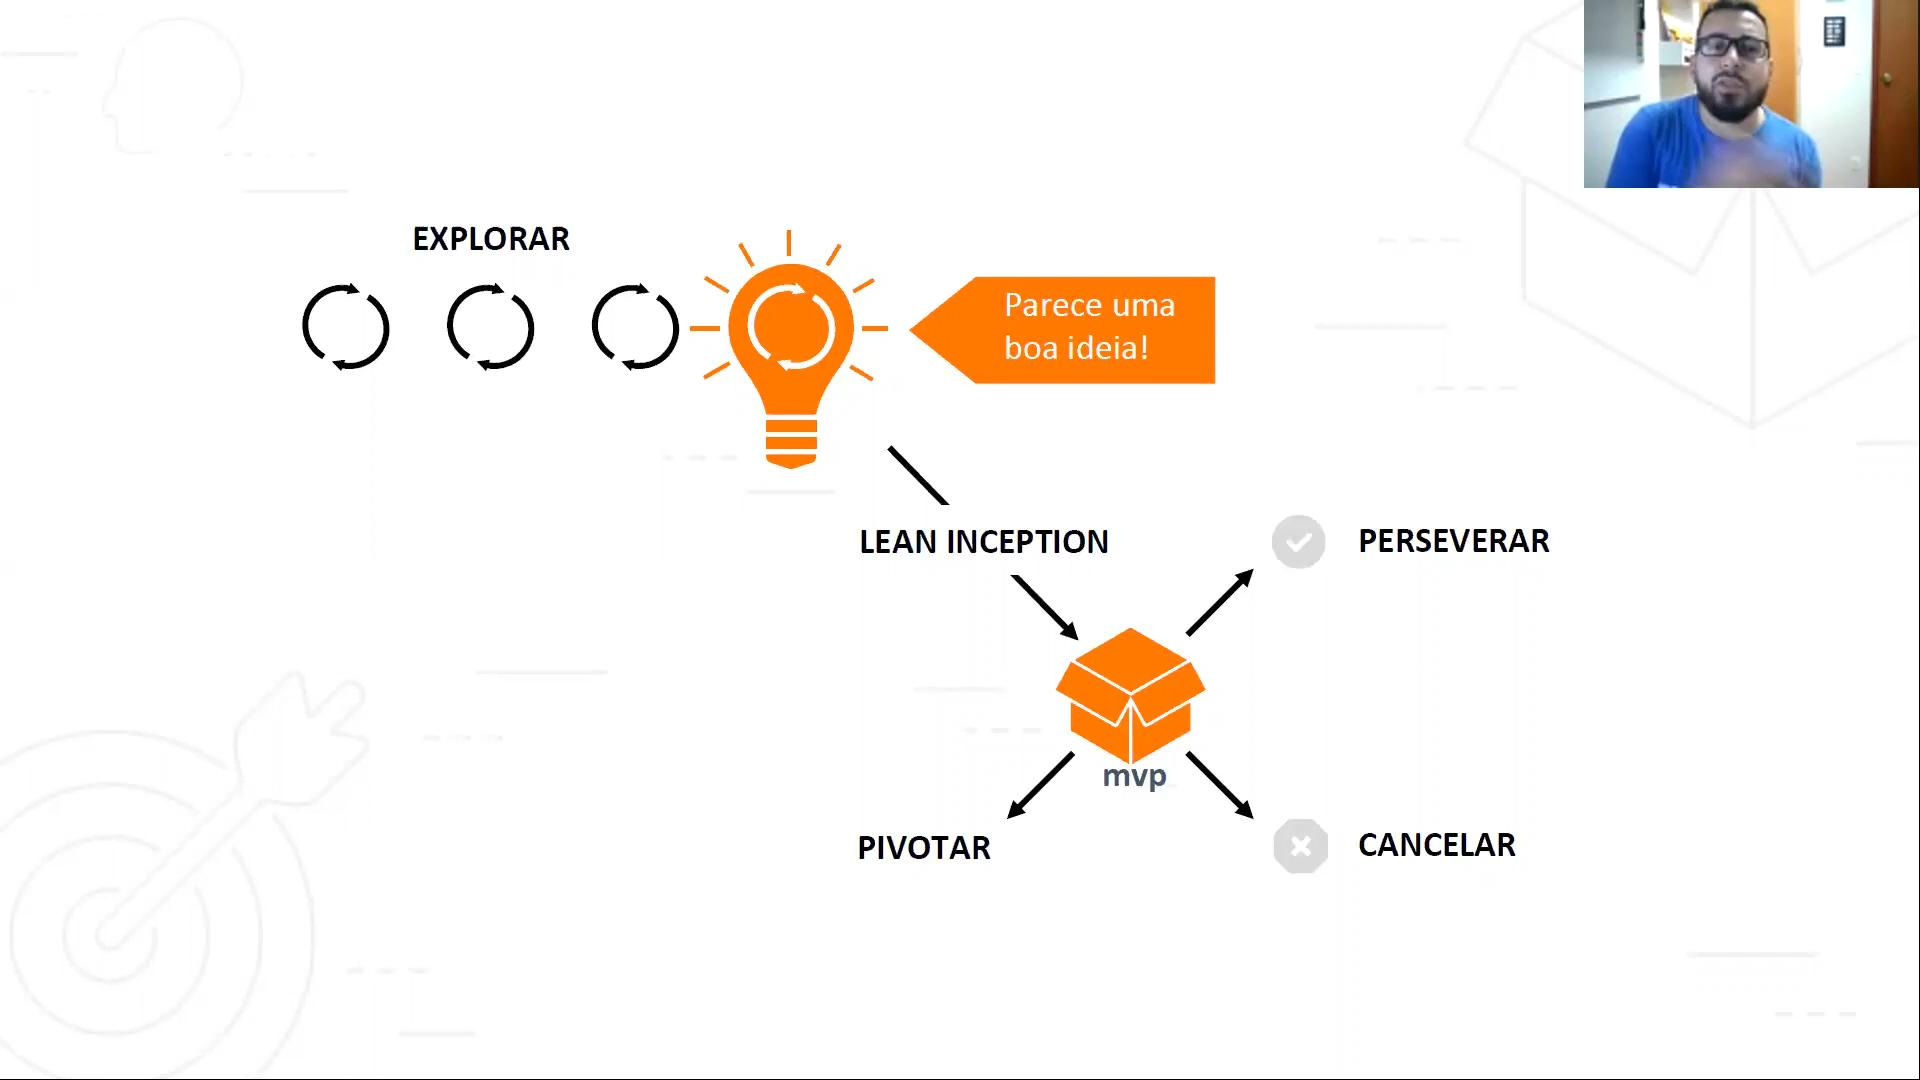 EXPLORAR
Parece uma
boa ideia!
LEAN INCEPTION
PERSEVERAR
mvp
PIVOTAR
CANCELAR